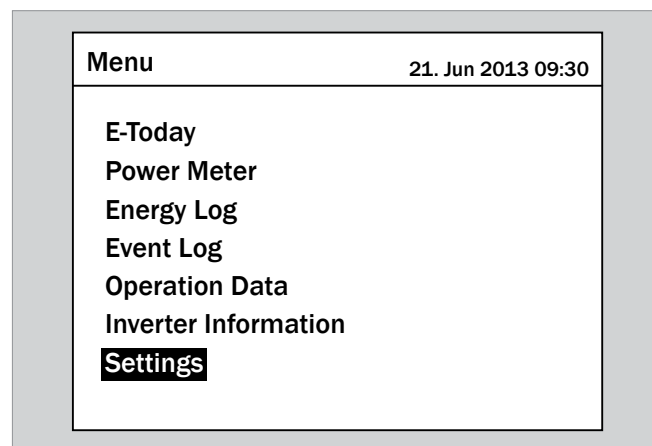 Menu
21. Jun 2013 09:30
E-Today
Power Meter
Energy Log
Event Log
Operation Data
Inverter Information
Settings